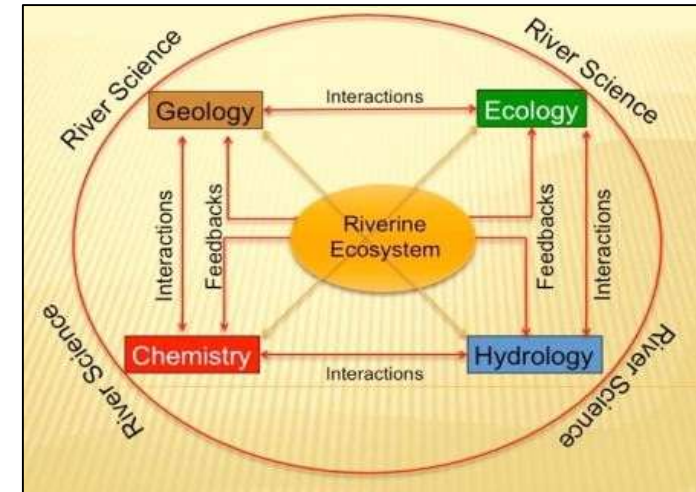 River Science
River Science
Geology
Interactions
Ecology
Interactions
Feedbacks
Riverine
Ecosystem
Feedbacks
Interactions
Chemistry
Interactions
Hydrology
River Science
River Science